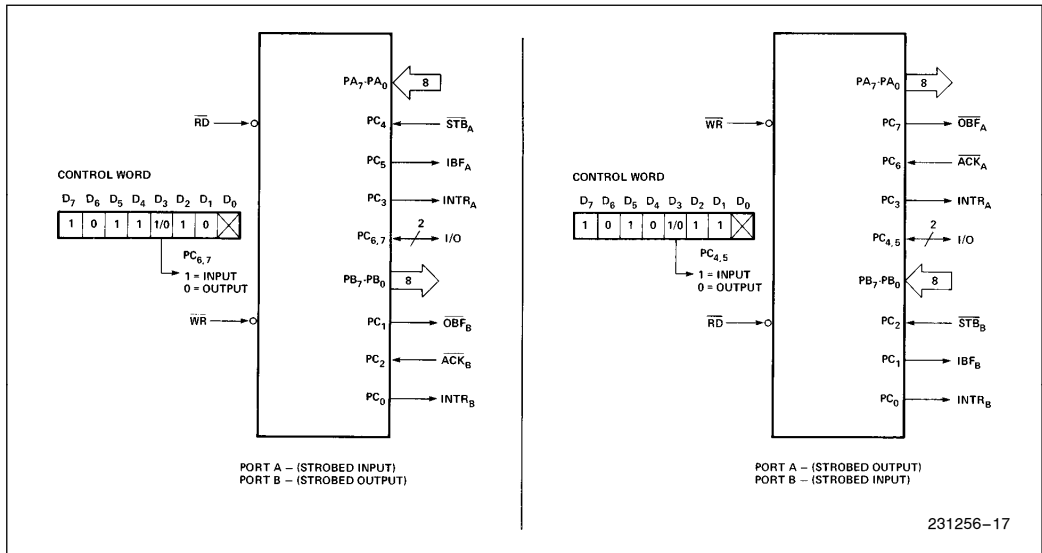 PA7-PA0 8
RD
PC4 STBA
PC5 IBFA
CONTROL WORD
D7 D6 D5 D4 D3 D2 D1 D0
1 0 1 1 1/0 1 0
PC3 INTRA
PC6,7 2 I/O
PC6,7
1 = INPUT
0 = OUTPUT
PB7-PB0 8
WR
PC1 OBFB
PC2 ACKB
PC0 INTRB
PORT A – (STROBED INPUT)
PORT B – (STROBED OUTPUT)
PA7-PA0 8
WR
PC7 OBFA
PC6 ACKA
CONTROL WORD
D7 D6 D5 D4 D3 D2 D1 D0
1 0 1 0 1/0 1 1
PC3 INTRA
PC4,5 2 I/O
PC4,5
1 = INPUT
0 = OUTPUT
PB7-PB0 8
RD
PC2 STBB
PC1 IBFB
PC0 INTRB
PORT A – (STROBED OUTPUT)
PORT B – (STROBED INPUT)
231256–17